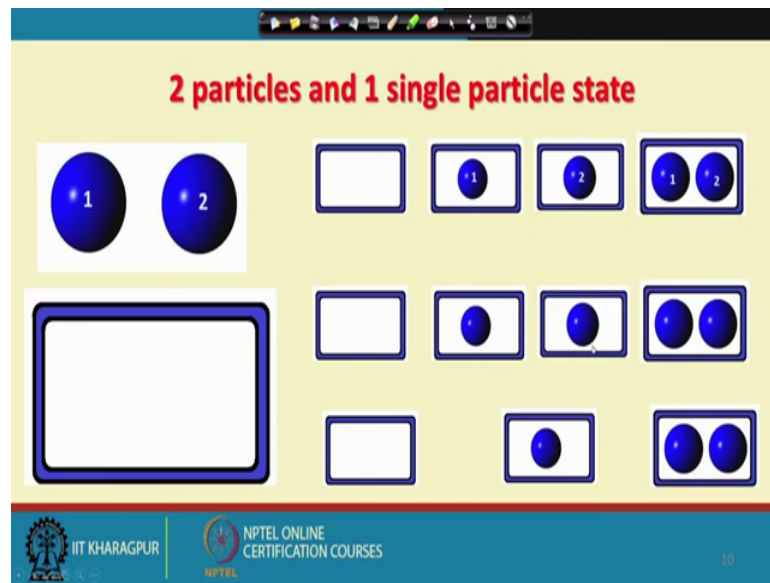 2 particles and 1 single particle state
1
2
1
2
1
2
IIT KHARAGPUR
NPTEL
NPTEL ONLINE
CERTIFICATION COURSES
10